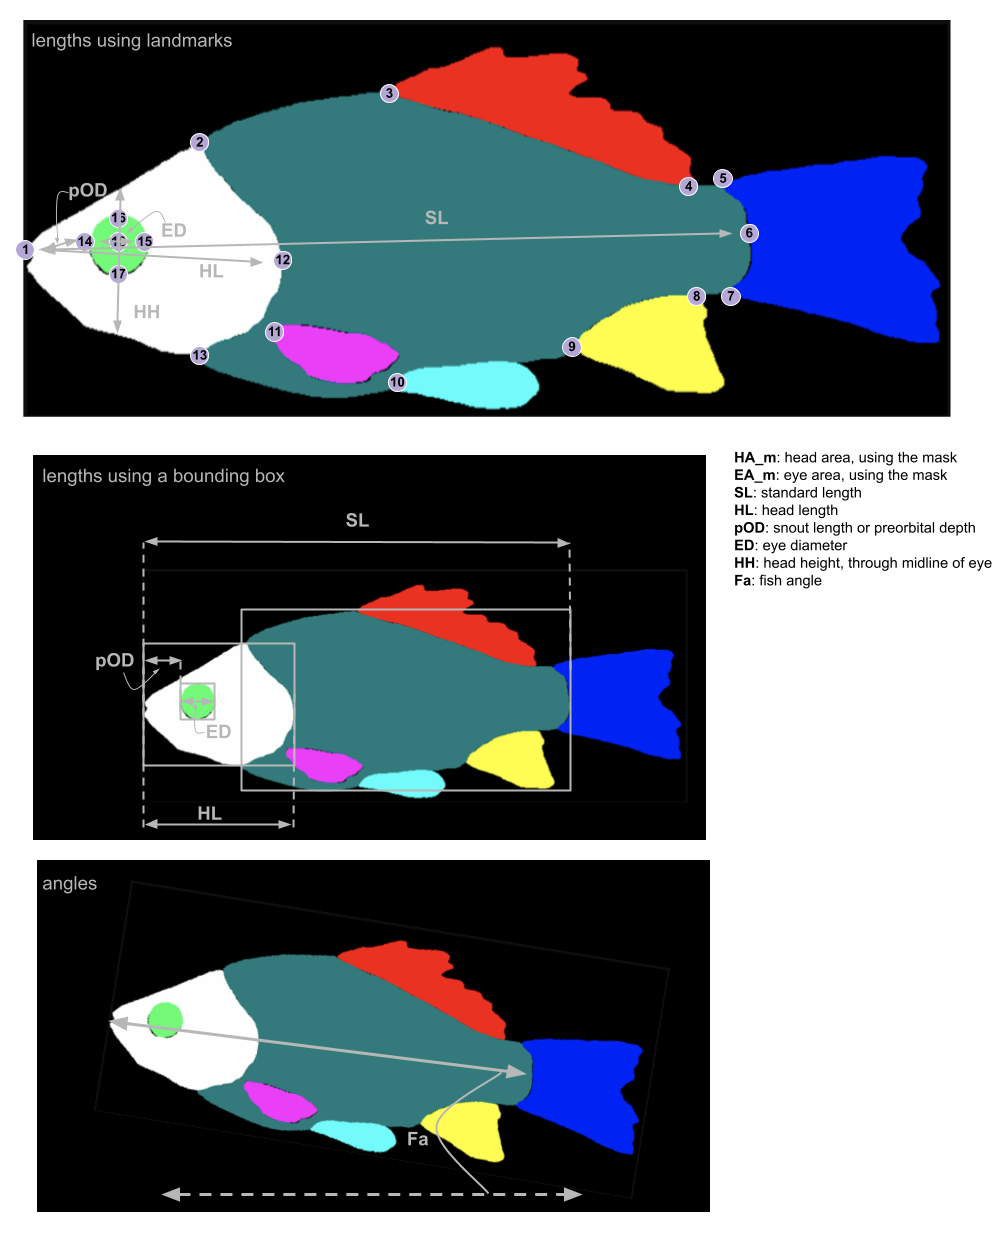 lengths using landmarks
3
2
5
4
pOD
16
SL
ED
6
14
18
15
1
12
HL
17
8
7
HH
11
9
13
10
lengths using a bounding box
SL
pOD
ED
HL
HA_m: head area, using the mask
EA_m: eye area, using the mask
SL: standard length
HL: head length
pOD: snout length or preorbital depth
ED: eye diameter
HH: head height, through midline of eye
Fa: fish angle
angles
Fa